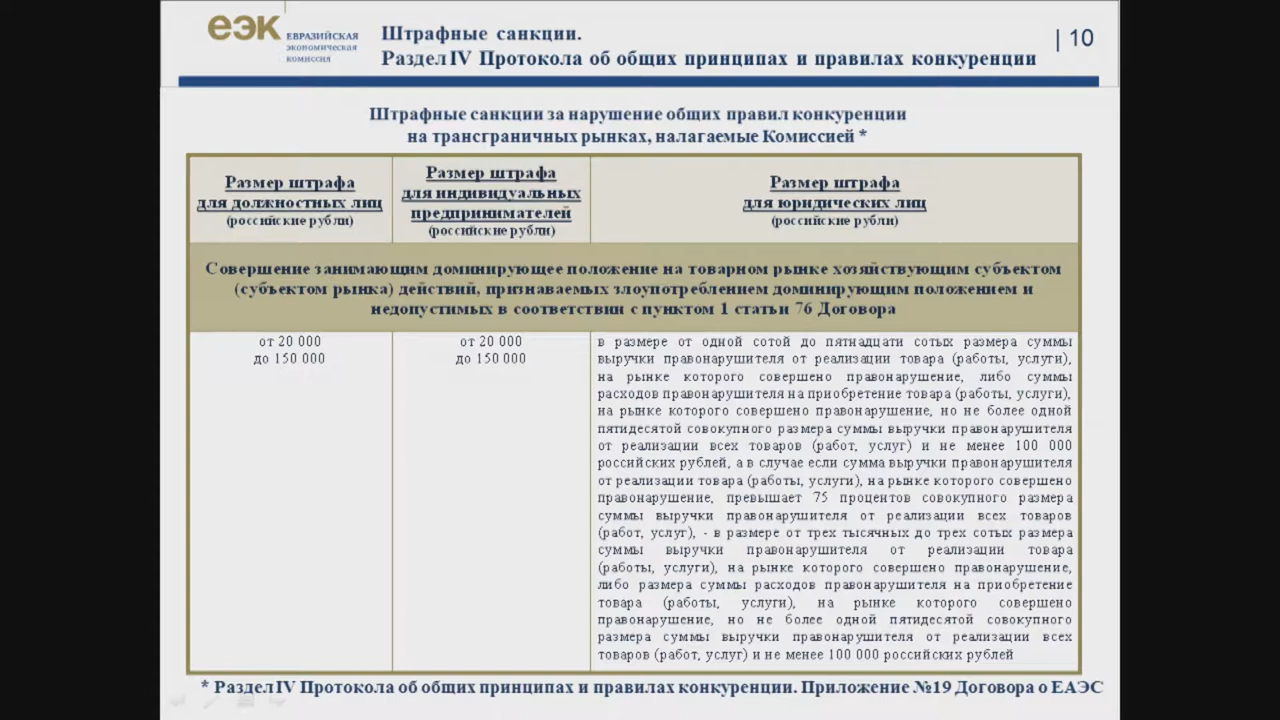 еэк ЕВРАЗИЙСКАЯ
экономическая
комиссия
Штрафные санкции.
Раздел IV Протокола об общих принципах и правилах конкуренции
| 10
Штрафные санкции за нарушение общих правил конкуренции
на трансграничных рынках, налагаемые Комиссией *
Размер штрафа
для должностных лиц
(российские рубли)
Размер штрафа
для индивидуальных
предпринимателей
(российские рубли)
Размер штрафа
для юридических лиц
(российские рубли)
Совершение занимающим доминирующее положение на товарном рынке хозяйствующим субъектом
(субъектом рынка) действий, признаваемых злоупотреблением доминирующим положением и
недопустимых в соответствии с пунктом 1 статьи 76 Договора
от 20 000
до 150 000
от 20 000
до 150 000
в размере от одной сотой до пятнадцати сотых размера суммы
выручки правонарушителя от реализации товара (работы, услуги),
на рынке которого совершено правонарушение, либо суммы
расходов правонарушителя на приобретение товара (работы, услуги),
на рынке которого совершено правонарушение, но не более одной
пятидесятой совокупного размера суммы выручки правонарушителя
от реализации всех товаров (работ, услуг) и не менее 100 000
российских рублей, а в случае если сумма выручки правонарушителя
от реализации товара (работы, услуги), на рынке которого совершено
правонарушение, превышает 75 процентов совокупного размера
суммы выручки правонарушителя от реализации всех товаров
(работ, услуг), - в размере от трех тысячных до трех сотых размера
суммы выручки правонарушителя от реализации товара
(работы, услуги), на рынке которого совершено правонарушение,
либо размера суммы расходов правонарушителя на приобретение
товара (работы, услуги), на рынке которого совершено
правонарушение, но не более одной пятидесятой совокупного
размера суммы выручки правонарушителя от реализации всех
товаров (работ, услуг) и не менее 100 000 российских рублей
* Раздел IV Протокола об общих принципах и правилах конкуренции. Приложение №19 Договора о ЕАЭС